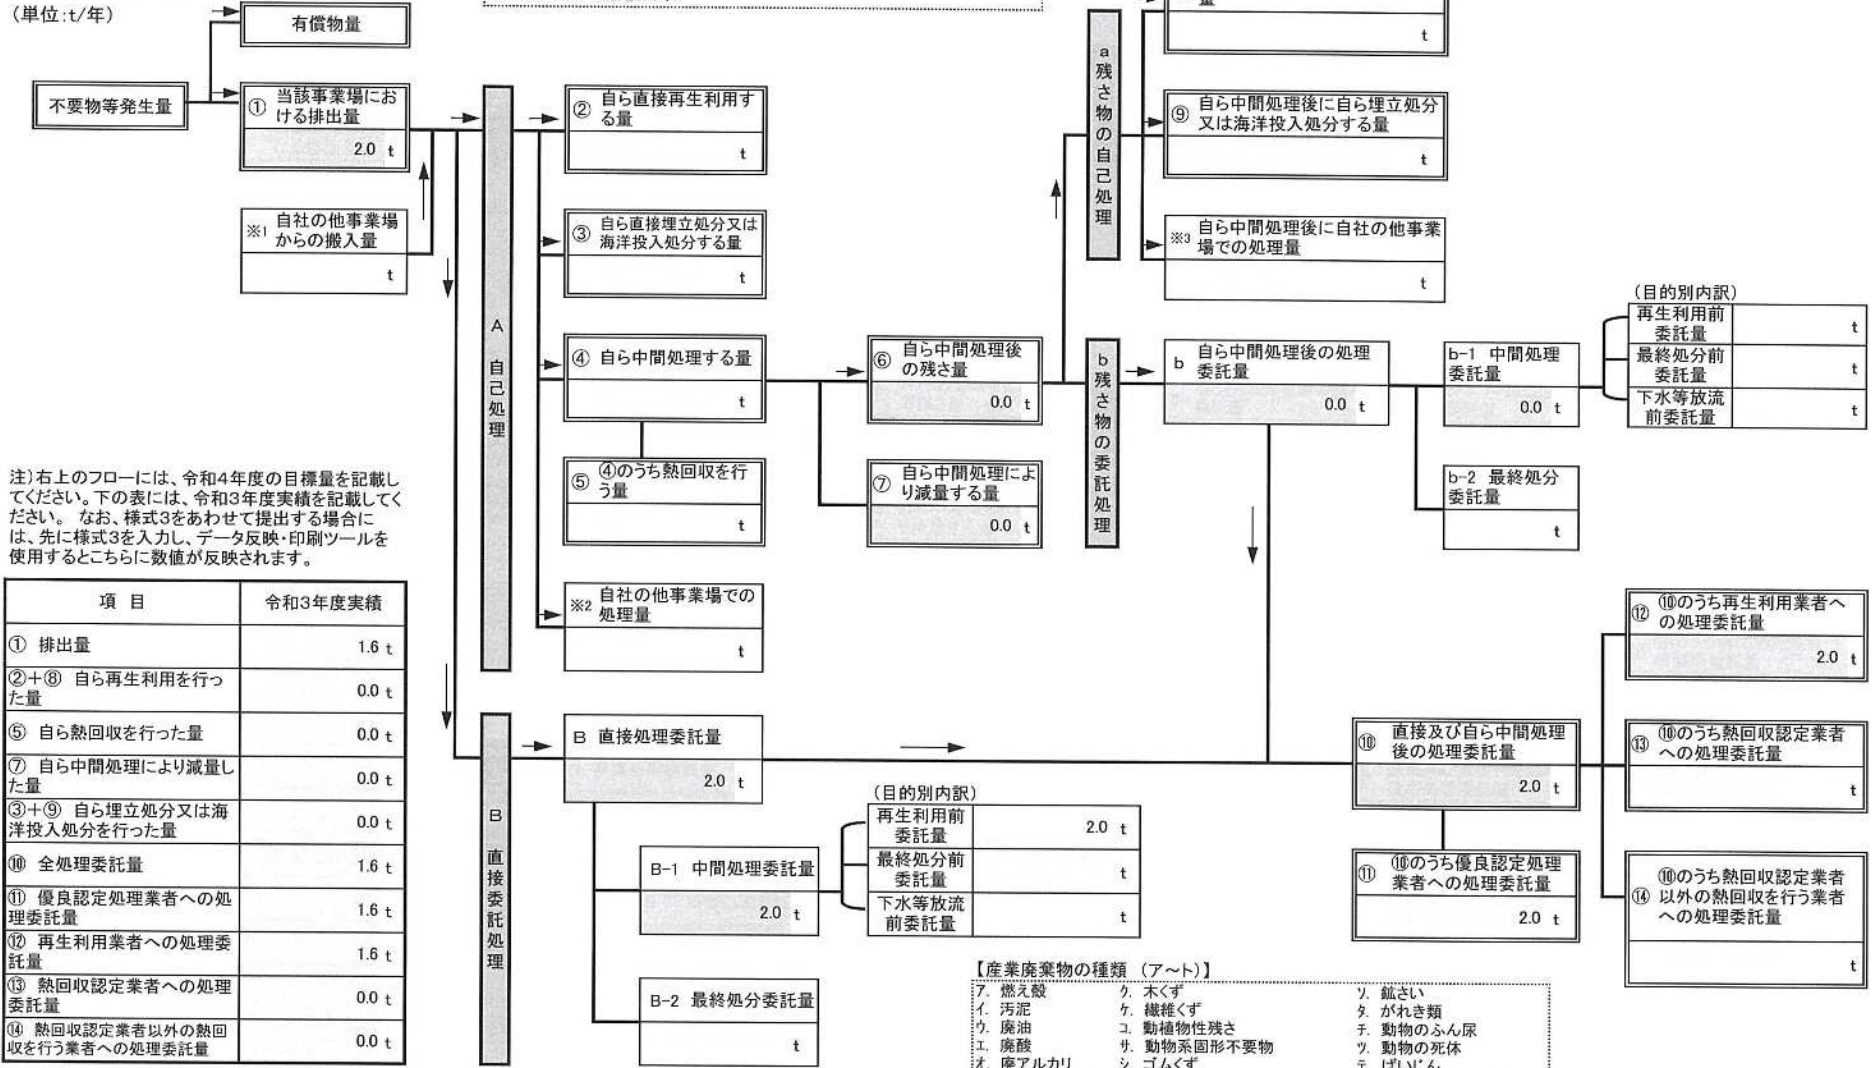 (単位:t/年)
有償物量
不要物等発生量
① 当該事業場にお
ける排出量
2.0 t
※1 自社の他事業場
からの搬入量
t
A 自己処理
② 自ら直接再生利用す
る量
t
③ 自ら直接埋立処分又は
海洋投入処分する量
t
④ 自ら中間処理する量
t
⑤ ④のうち熱回収を行
う量
t
※2 自社の他事業場での
処理量
t
⑥ 自ら中間処理後
の残さ量
0.0 t
⑦ 自ら中間処理によ
り減量する量
0.0 t
a 残さ物の自己処理
量
t
⑨ 自ら中間処理後に自ら埋立処分
又は海洋投入処分する量
t
※3 自ら中間処理後に自社の他事業
場での処理量
t
b 残さ物の委託処理
b 自ら中間処理後の処理
委託量
0.0 t
b-1 中間処理
委託量
0.0 t
(目的別内訳)
再生利用前
委託量 t
最終処分前
委託量 t
下水等放流
前委託量 t
b-2 最終処分
委託量
t
注)右上のフローには、令和4年度の目標量を記載し
てください。下の表には、令和3年度実績を記載してく
ださい。 なお、様式3をあわせて提出する場合に
は、先に様式3を入力し、データ反映・印刷ツールを
使用するとこちらに数値が反映されます。
項 目 令和3年度実績
① 排出量 1.6 t
②+⑧ 自ら再生利用を行っ
た量 0.0 t
⑤ 自ら熱回収を行った量 0.0 t
⑦ 自ら中間処理により減量し
た量 0.0 t
③+⑨ 自ら埋立処分又は海
洋投入処分を行った量 0.0 t
⑩ 全処理委託量 1.6 t
⑪ 優良認定処理業者への処
理委託量 1.6 t
⑫ 再生利用業者への処理委
託量 1.6 t
⑬ 熱回収認定業者への処理
委託量 0.0 t
⑭ 熱回収認定業者以外の熱回
収を行う業者への処理委託量 0.0 t
B 直接委託処理
B 直接処理委託量
2.0 t
B-1 中間処理委託量
2.0 t
(目的別内訳)
再生利用前
委託量 2.0 t
最終処分前
委託量 t
下水等放流
前委託量 t
B-2 最終処分委託量
t
⑩ 直接及び自ら中間処理
後の処理委託量
2.0 t
⑪ ⑩のうち優良認定処理
業者への処理委託量
2.0 t
⑫ ⑩のうち再生利用業者へ
の処理委託量
2.0 t
⑬ ⑩のうち熱回収認定業者
への処理委託量
t
⑭ ⑩のうち熱回収認定業者
以外の熱回収を行う業者
への処理委託量
t
【産業廃棄物の種類 (ア~ト)】
ア. 燃え殻 ク. 木くず ソ. 鉱さい
イ. 汚泥 ケ. 繊維くず タ. がれき類
ウ. 廃油 コ. 動植物性残さ チ. 動物のふん尿
エ. 廃酸 サ. 動物系固形不要物 ツ. 動物の死体
オ. 廃アルカリ シ. ゴムくず テ. ばいじん